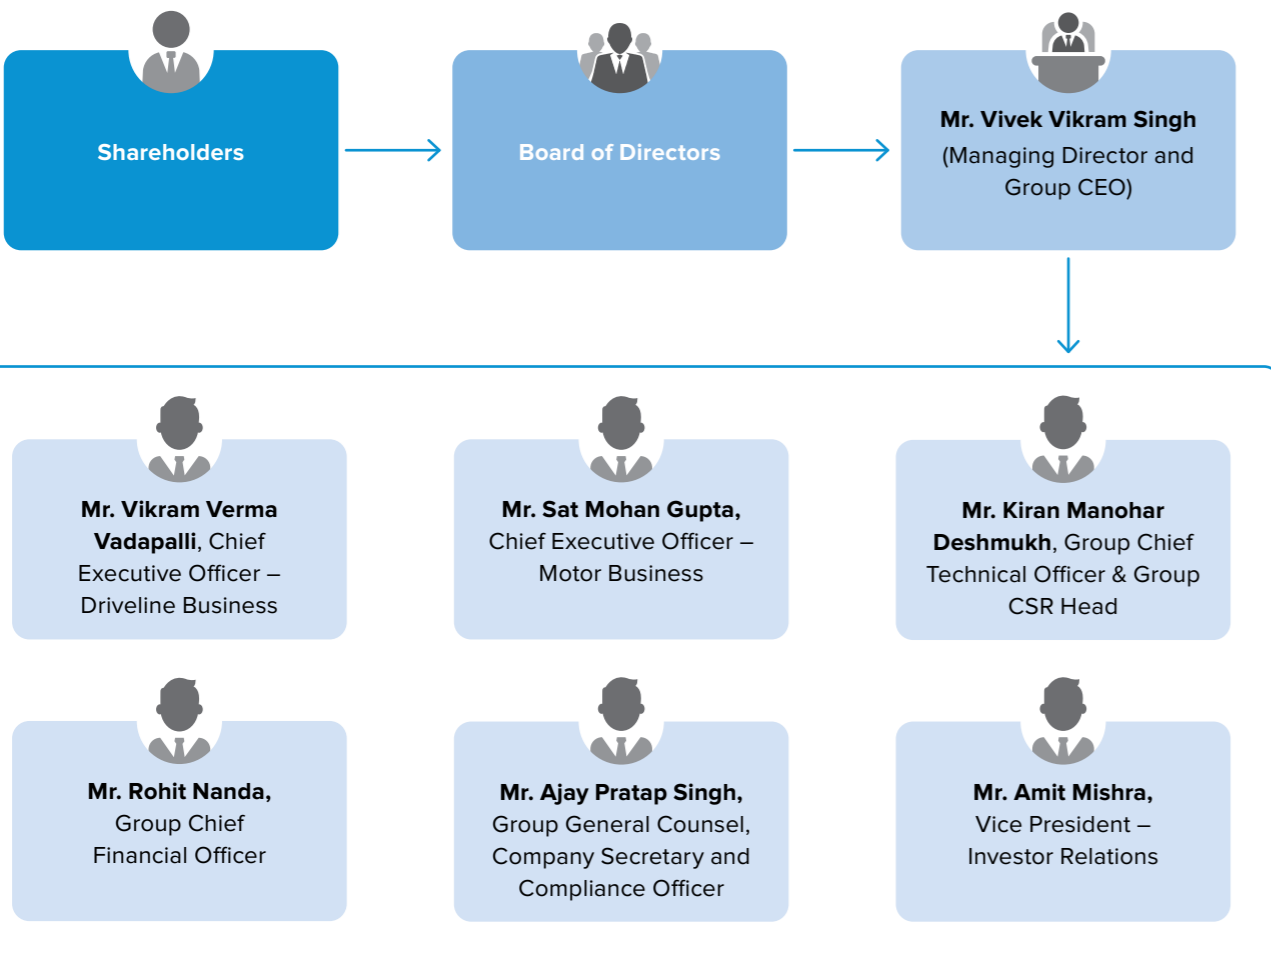 Shareholders
Board of Directors
Mr. Vivek Vikram Singh
(Managing Director and
Group CEO)
Mr. Vikram Verma
Vadapalli, Chief
Executive Officer –
Driveline Business
Mr. Sat Mohan Gupta,
Chief Executive Officer –
Motor Business
Mr. Kiran Manohar
Deshmukh, Group Chief
Technical Officer & Group
CSR Head
Mr. Rohit Nanda,
Group Chief
Financial Officer
Mr. Ajay Pratap Singh,
Group General Counsel,
Company Secretary and
Compliance Officer
Mr. Amit Mishra,
Vice President –
Investor Relations